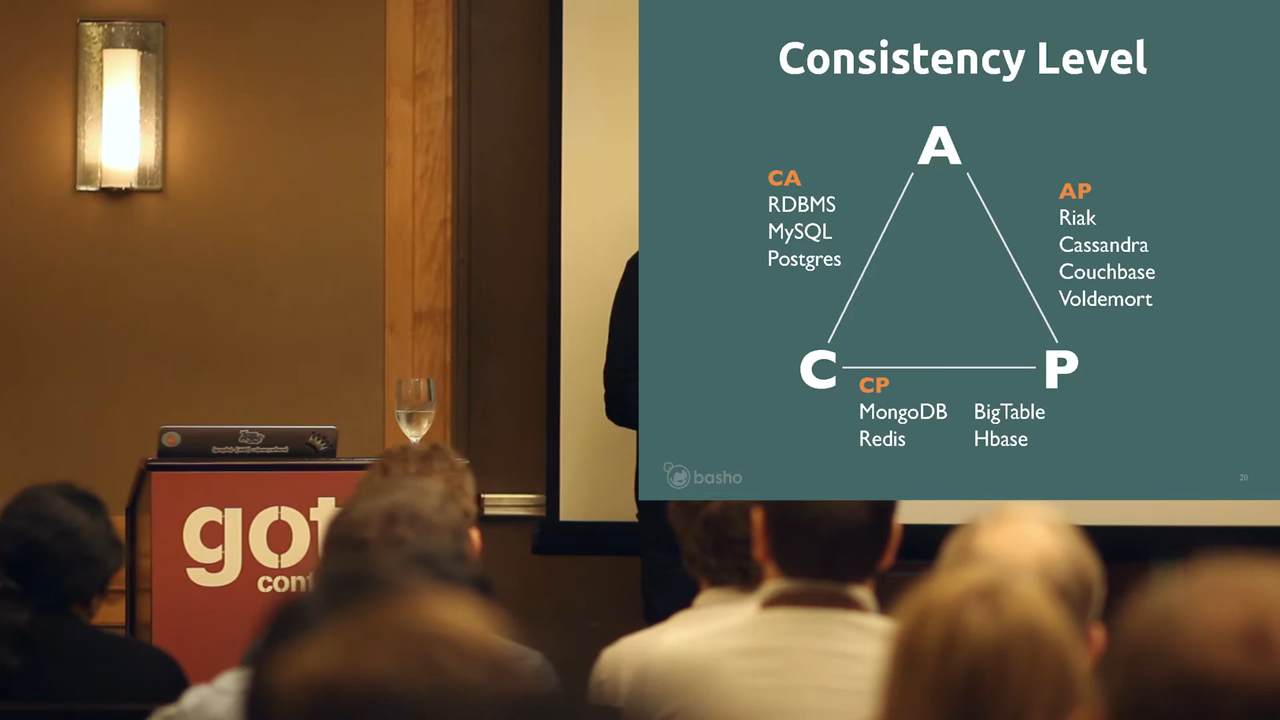 Consistency Level
A
CA
RDBMS
MySQL
Postgres
AP
Riak
Cassandra
Couchbase
Voldemort
C
P
CP
MongoDB BigTable
Redis Hbase
basho
20
got
conf